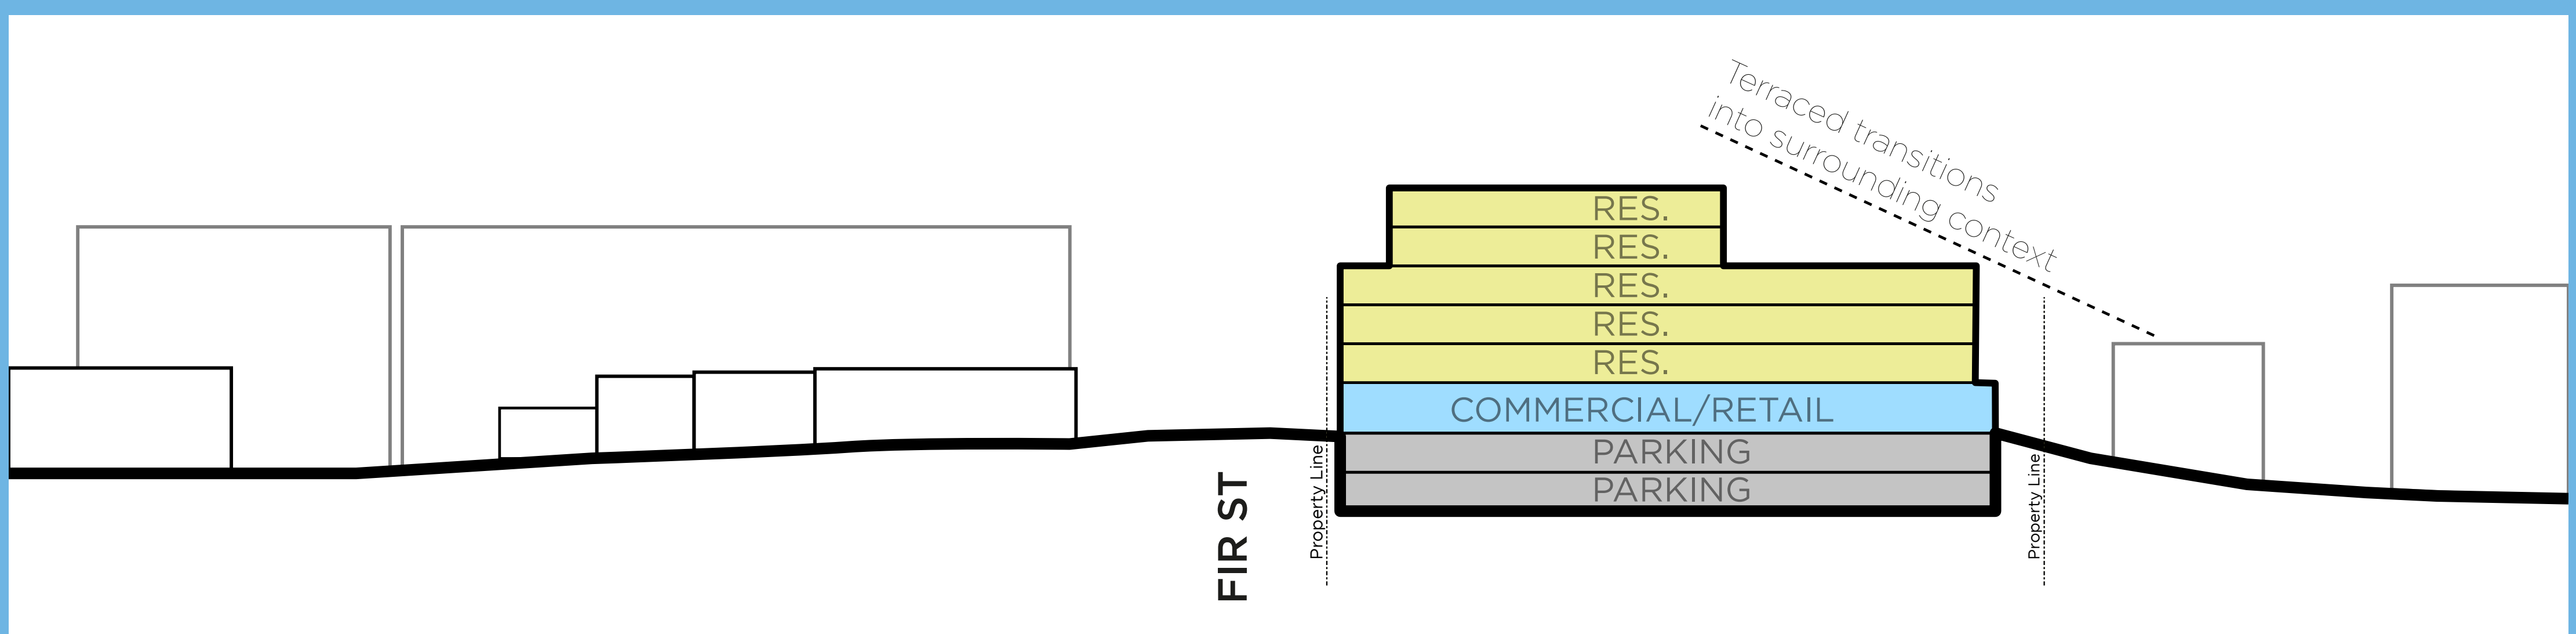 Terraced transitions
into surrounding context
RES.
RES.
RES.
RES.
RES.
COMMERCIAL/RETAIL
PARKING
PARKING
FIR ST
Property Line
Property Line